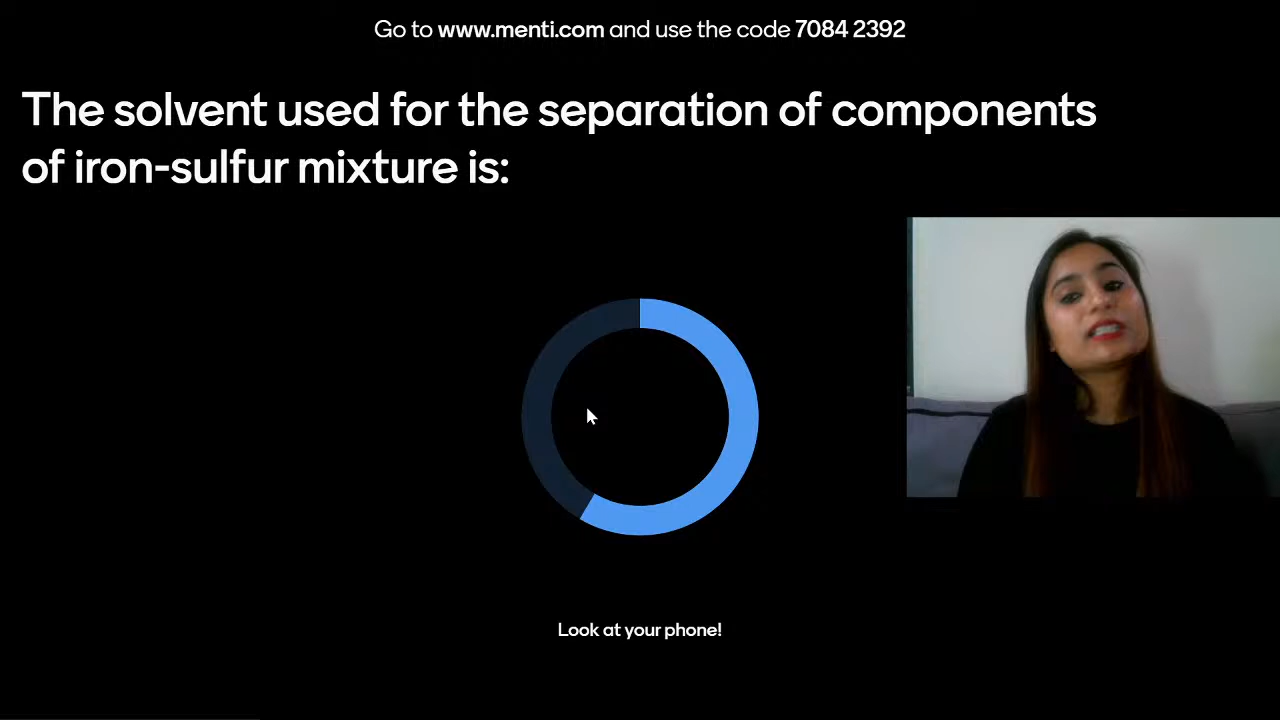 Go to www.menti.com and use the code 7084 2392
The solvent used for the separation of components
of iron-sulfur mixture is:
Look at your phone!